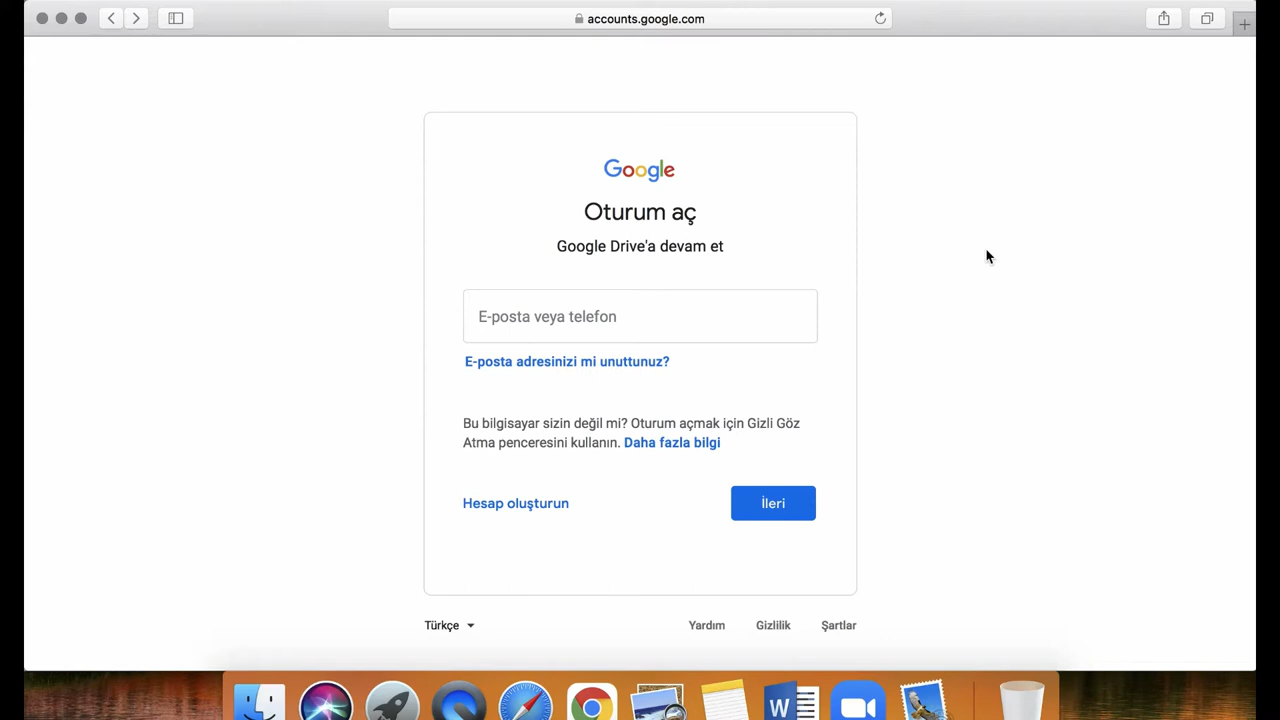 accounts.google.com
Google
Oturum aç
Google Drive'a devam et
E-posta veya telefon
E-posta adresinizi mi unuttunuz?
Bu bilgisayar sizin değil mi? Oturum açmak için Gizli Göz
Atma penceresini kullanın. Daha fazla bilgi
Hesap oluşturun
İleri
Türkçe
Yardım
Gizlilik
Şartlar
W